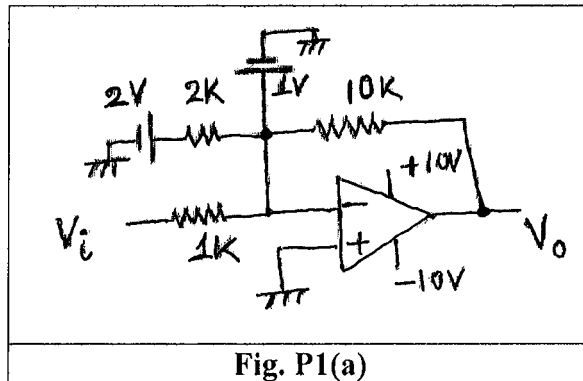 1V
2V 2K 10K
+10V
Vi 1K − + Vo
−10V
Fig. P1(a)